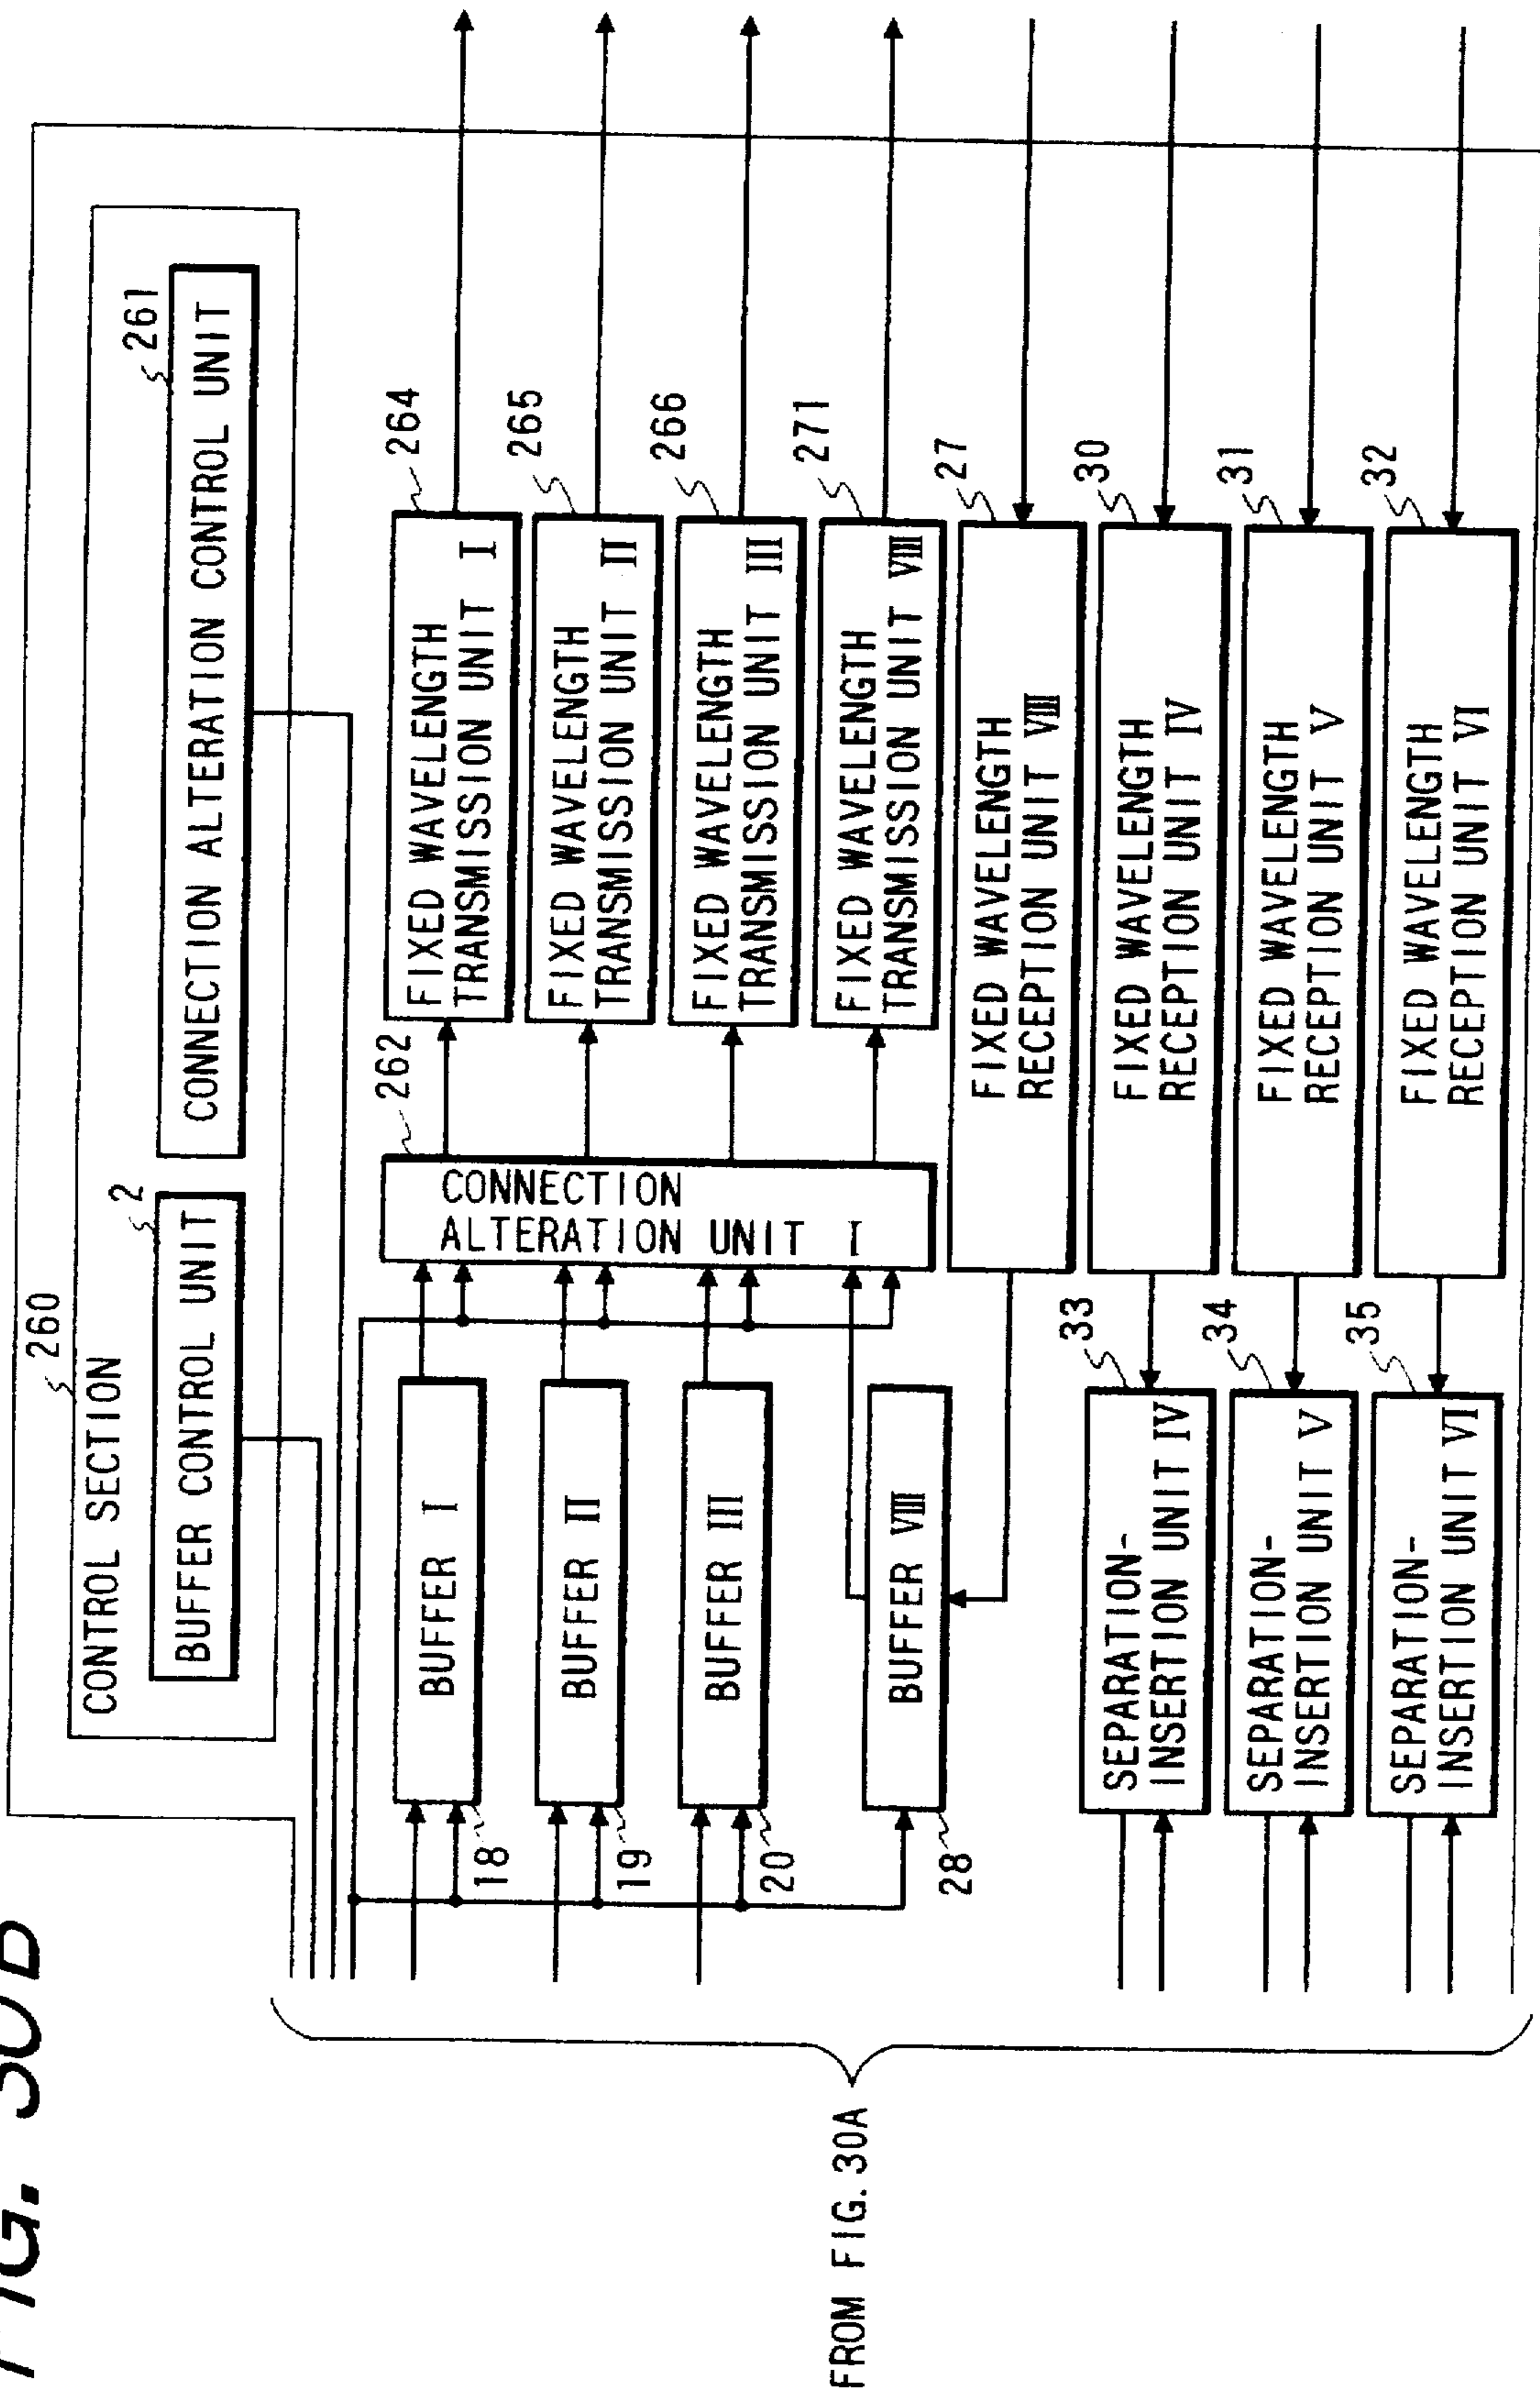 FIG. 30B
260
CONTROL SECTION
2
BUFFER CONTROL UNIT
261
CONNECTION ALTERATION CONTROL UNIT
18
BUFFER I
19
BUFFER II
20
BUFFER III
28
BUFFER VIII
262
CONNECTION
ALTERATION UNIT I
264
FIXED WAVELENGTH
TRANSMISSION UNIT I
265
FIXED WAVELENGTH
TRANSMISSION UNIT II
266
FIXED WAVELENGTH
TRANSMISSION UNIT III
271
FIXED WAVELENGTH
TRANSMISSION UNIT VIII
27
FIXED WAVELENGTH
RECEPTION UNIT VIII
33
SEPARATION-
INSERTION UNIT IV
30
FIXED WAVELENGTH
RECEPTION UNIT IV
34
SEPARATION-
INSERTION UNIT V
31
FIXED WAVELENGTH
RECEPTION UNIT V
35
SEPARATION-
INSERTION UNIT VI
32
FIXED WAVELENGTH
RECEPTION UNIT VI
FROM FIG. 30A